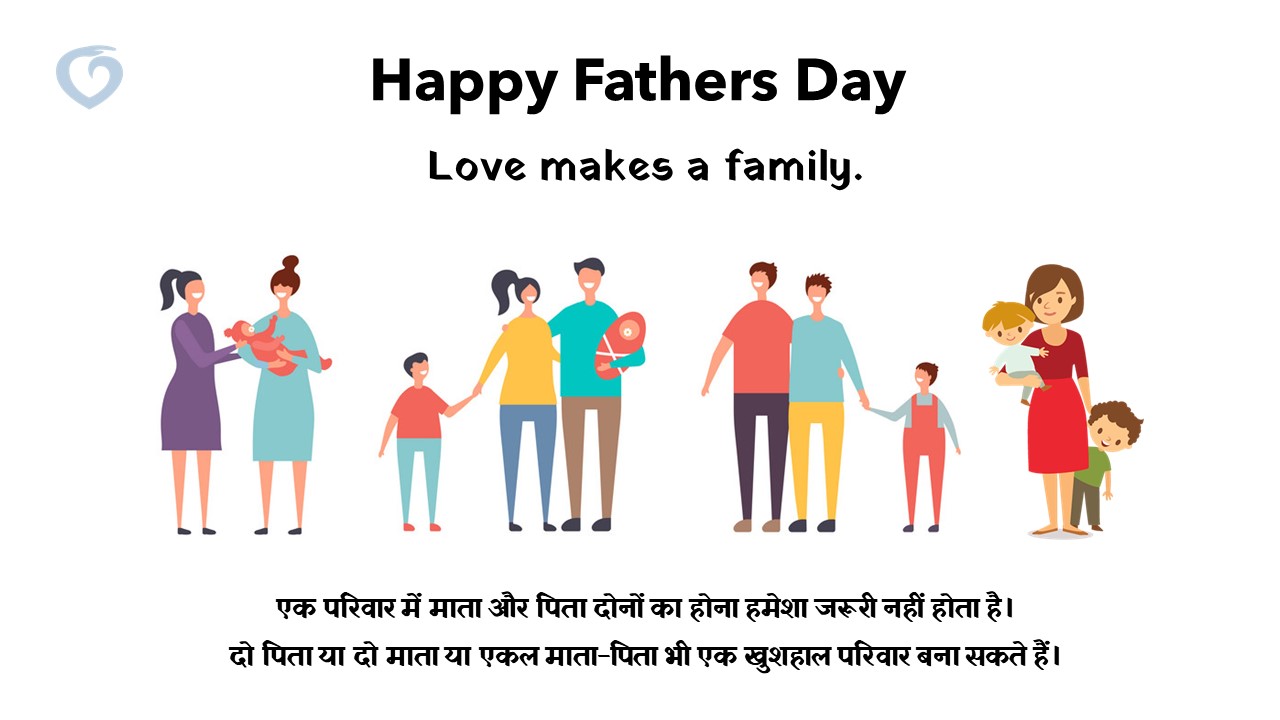 Happy Fathers Day
Love makes a family.
एक परिवार में माता और पिता दोनों का होना हमेशा जरूरी नहीं होता है।
दो पिता या दो माता या एकल माता-पिता भी एक खुशहाल परिवार बना सकते हैं।